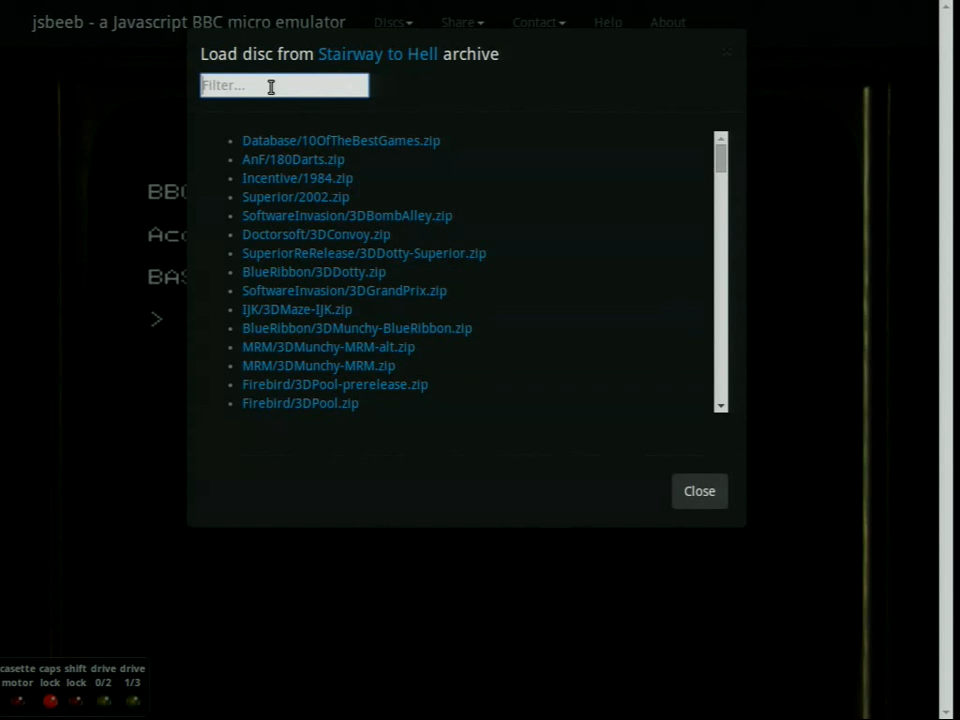 jsbeeb - a Javascript BBC micro emulator Discs Share Contact Help About
Load disc from Stairway to Hell archive
Filter...
Database/10OfTheBestGames.zip
AnF/180Darts.zip
Incentive/1984.zip
Superior/2002.zip
SoftwareInvasion/3DBombAlley.zip
Doctorsoft/3DConvoy.zip
SuperiorReRelease/3DDotty-Superior.zip
BlueRibbon/3DDotty.zip
SoftwareInvasion/3DGrandPrix.zip
IJK/3DMaze-IJK.zip
BlueRibbon/3DMunchy-BlueRibbon.zip
MRM/3DMunchy-MRM-alt.zip
MRM/3DMunchy-MRM.zip
Firebird/3DPool-prerelease.zip
Firebird/3DPool.zip
BBC
Aco
BAS
>
Close
casette caps shift drive drive
motor lock lock 0/2 1/3